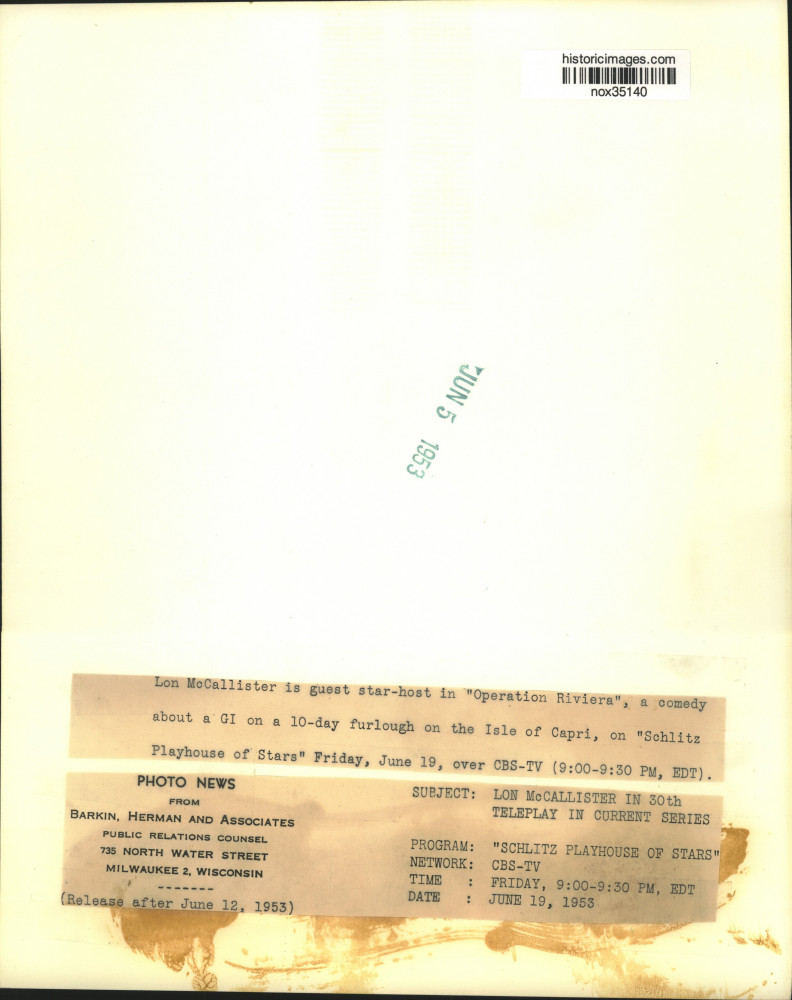 historicimages.com
nox35140
JUN 5 1953
Lon McCallister is guest star-host in "Operation Riviera", a comedy
about a GI on a 10-day furlough on the Isle of Capri, on "Schlitz
Playhouse of Stars" Friday, June 19, over CBS-TV (9:00-9:30 PM, EDT).
PHOTO NEWS
FROM
BARKIN, HERMAN AND ASSOCIATES
PUBLIC RELATIONS COUNSEL
735 NORTH WATER STREET
MILWAUKEE 2, WISCONSIN
-------
(Release after June 12, 1953)
SUBJECT: LON McCALLISTER IN 30th
TELEPLAY IN CURRENT SERIES
PROGRAM: "SCHLITZ PLAYHOUSE OF STARS"
NETWORK: CBS-TV
TIME : FRIDAY, 9:00-9:30 PM, EDT
DATE : JUNE 19, 1953